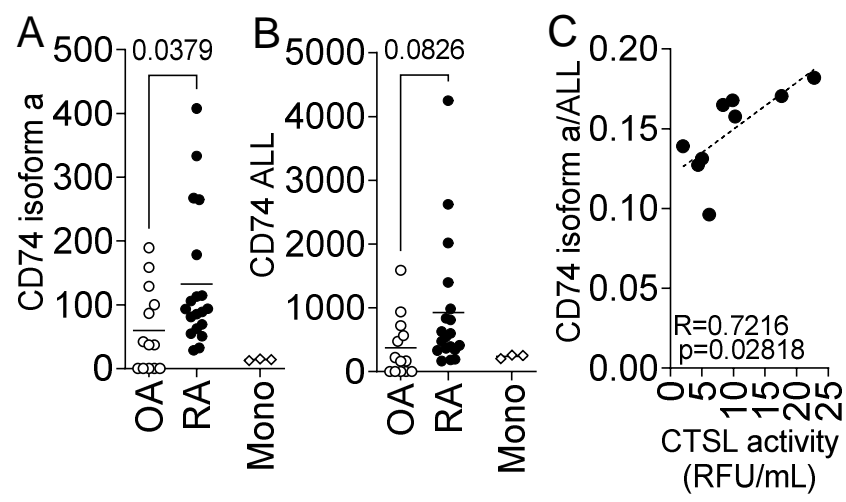 A
CD74 isoform a
500
400
300
200
100
0
0.0379
OA
RA
Mono
B
CD74 ALL
5000
4000
3000
2000
1000
0
0.0826
OA
RA
Mono
C
CD74 isoform a/ALL
0.20
0.15
0.10
0.05
0.00
R=0.7216
p=0.02818
0
5
10
15
20
25
CTSL activity
(RFU/mL)